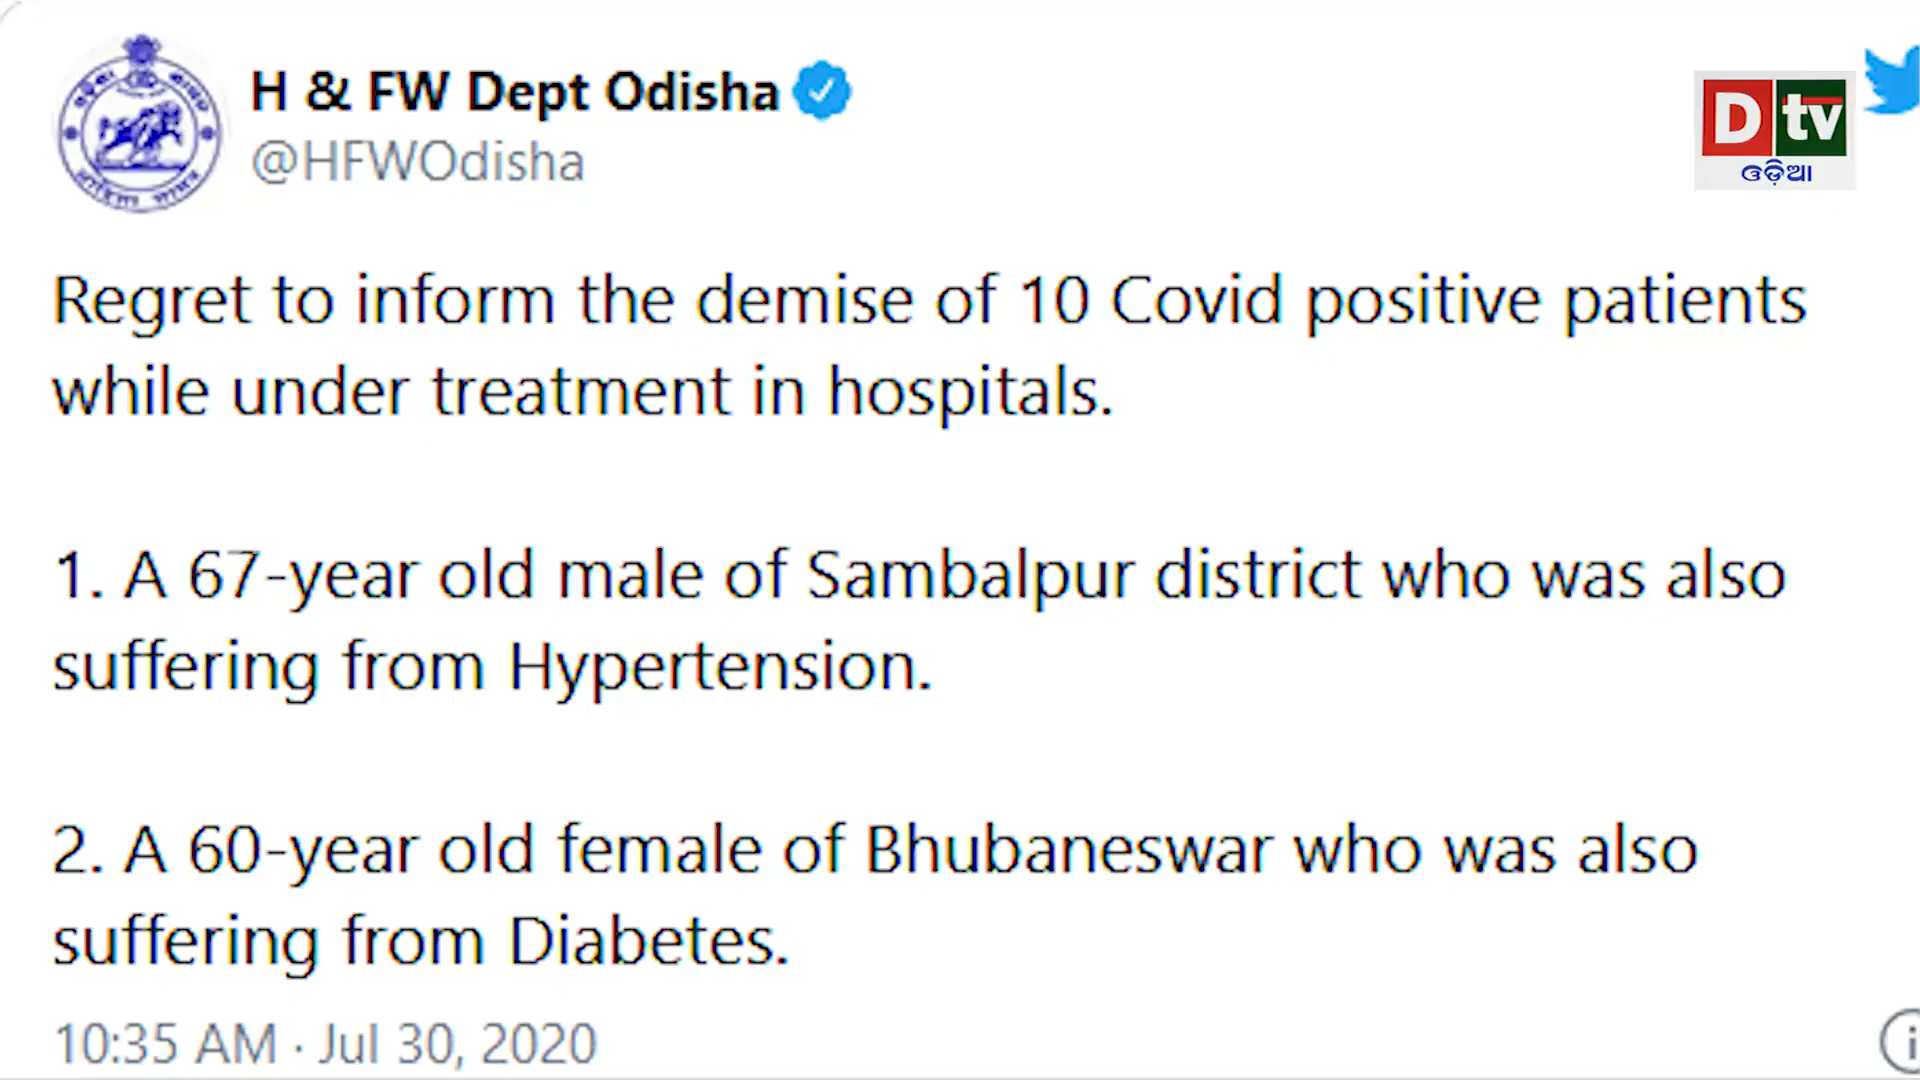 H & FW Dept Odisha
@HFWOdisha
D tv
ଓଡ଼ିଆ
Regret to inform the demise of 10 Covid positive patients
while under treatment in hospitals.
1. A 67-year old male of Sambalpur district who was also
suffering from Hypertension.
2. A 60-year old female of Bhubaneswar who was also
suffering from Diabetes.
10:35 AM · Jul 30, 2020